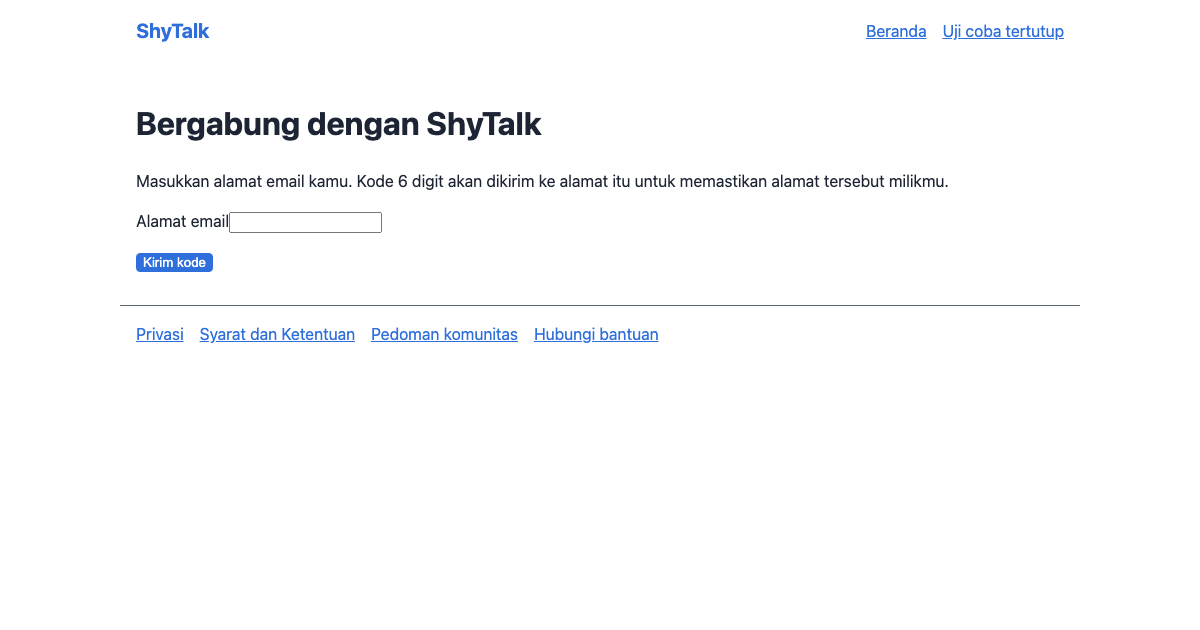 ShyTalk
Beranda
Uji coba tertutup
Bergabung dengan ShyTalk
Masukkan alamat email kamu. Kode 6 digit akan dikirim ke alamat itu untuk memastikan alamat tersebut milikmu.
Alamat email
Kirim kode
Privasi
Syarat dan Ketentuan
Pedoman komunitas
Hubungi bantuan